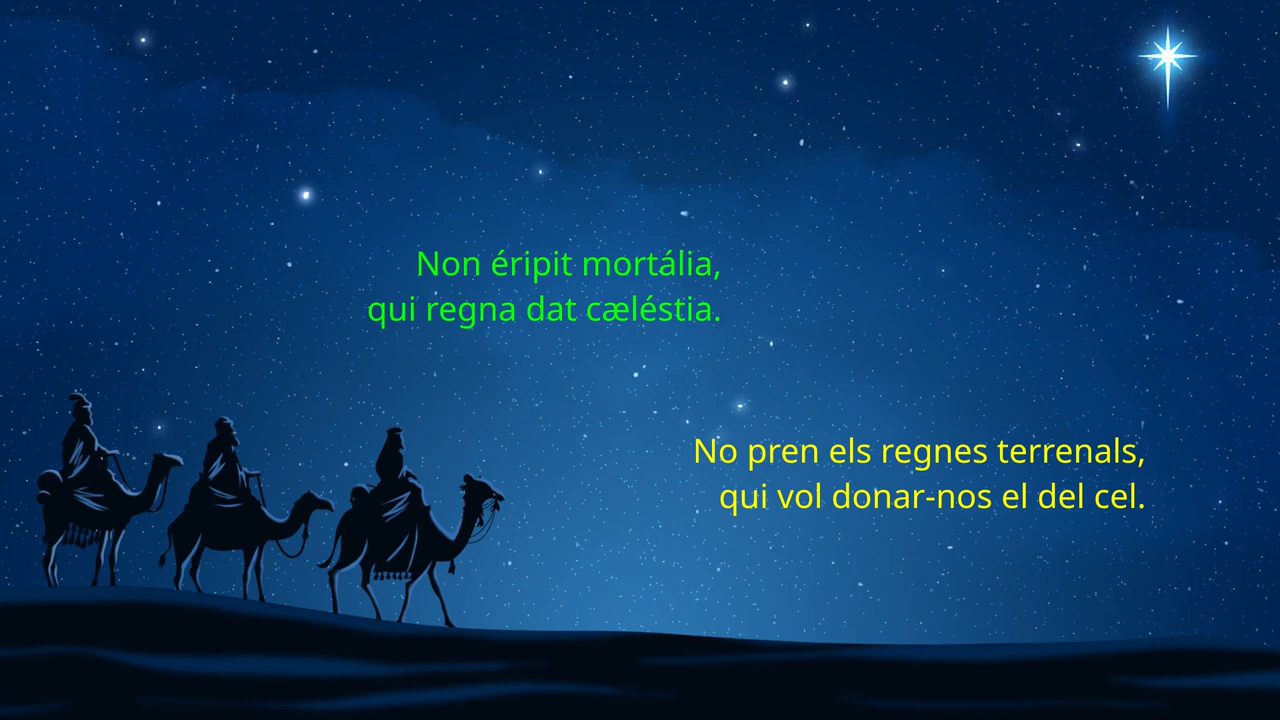 Non éripit mortália,
qui regna dat cæléstia.
No pren els regnes terrenals,
qui vol donar-nos el del cel.